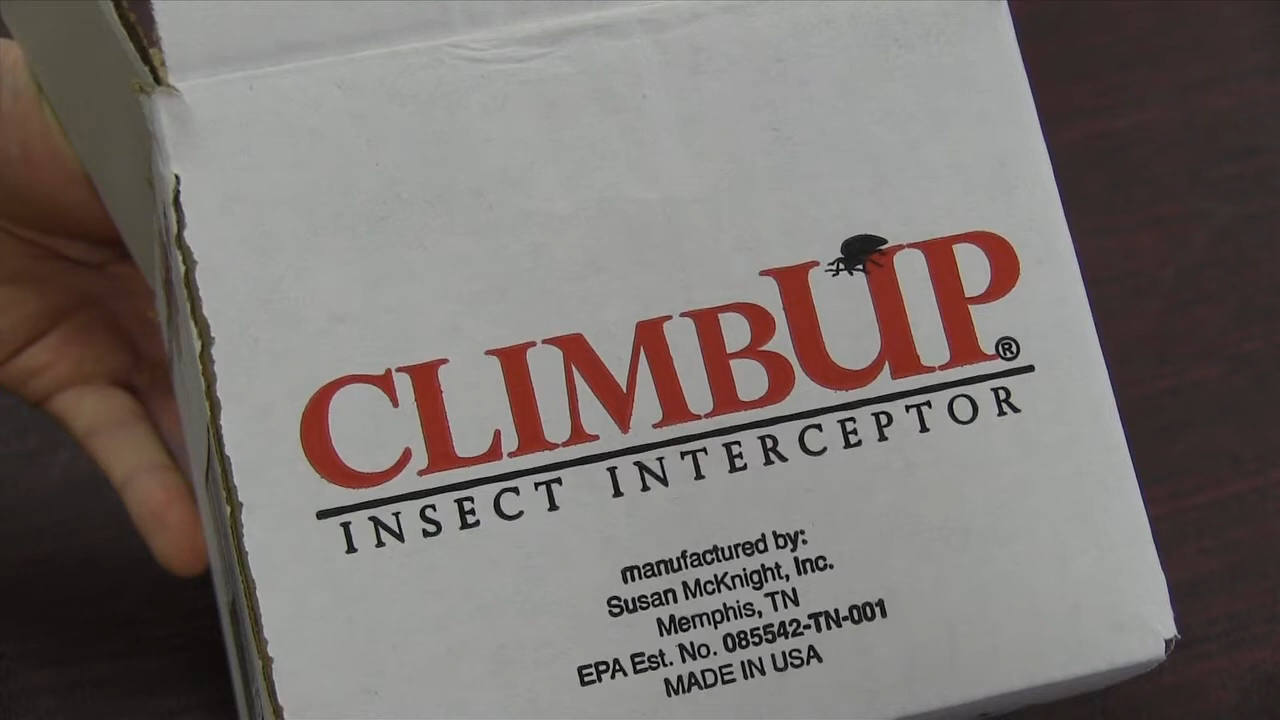 CLIMBUP®
INSECT INTERCEPTOR
manufactured by:
Susan McKnight, Inc.
Memphis, TN
EPA Est. No. 085542-TN-001
MADE IN USA